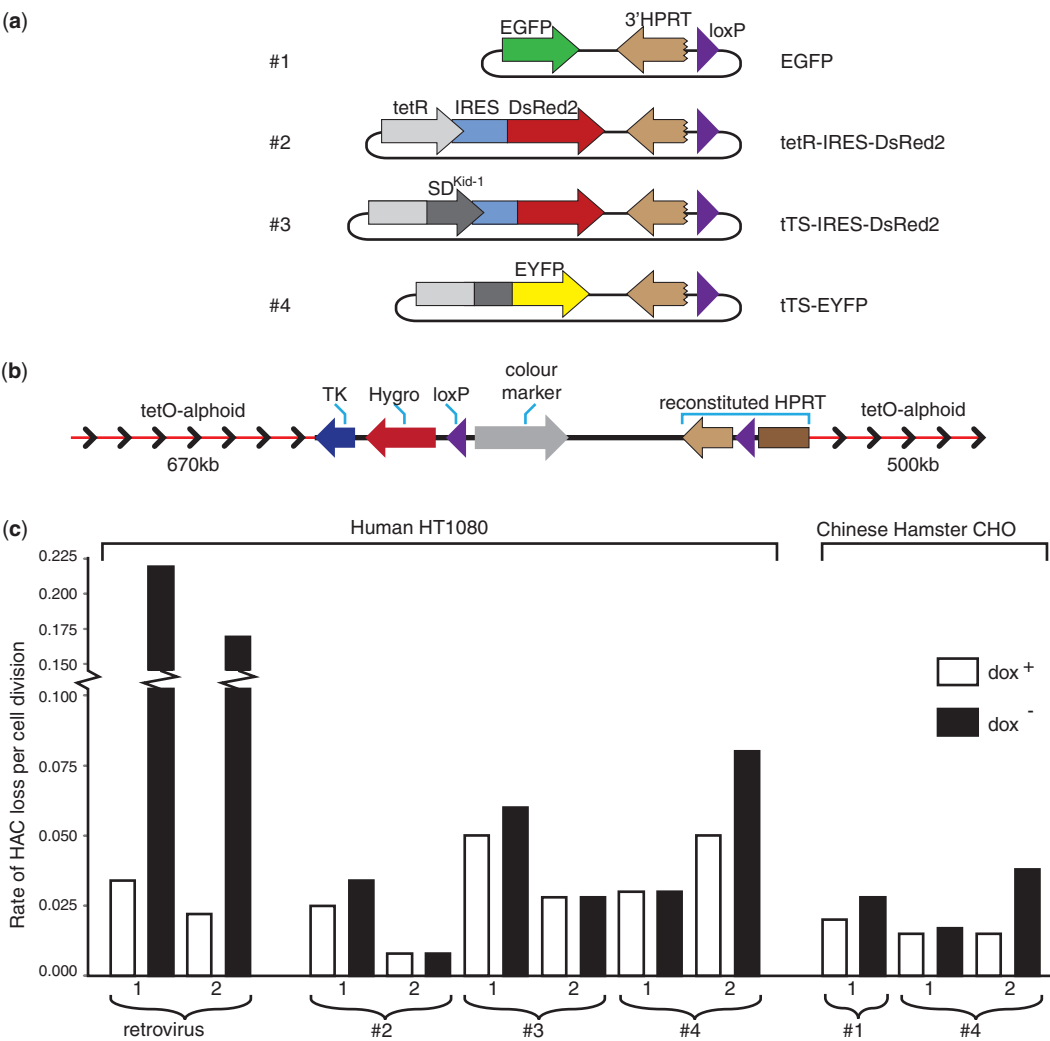 (a)
EGFP 3'HPRT loxP
#1 EGFP
tetR IRES DsRed2
#2 tetR-IRES-DsRed2
SD Kid-1
#3 tTS-IRES-DsRed2
EYFP
#4 tTS-EYFP
(b)
colour
marker
TK Hygro loxP reconstituted HPRT
tetO-alphoid tetO-alphoid
670kb 500kb
(c)
Human HT1080 Chinese Hamster CHO
Rate of HAC loss per cell division
0.225
0.200
0.175
0.150
0.100
0.075
0.050
0.025
0.000
dox +
dox -
1 2 1 2 1 2 1 2 1 1 2
retrovirus #2 #3 #4 #1 #4